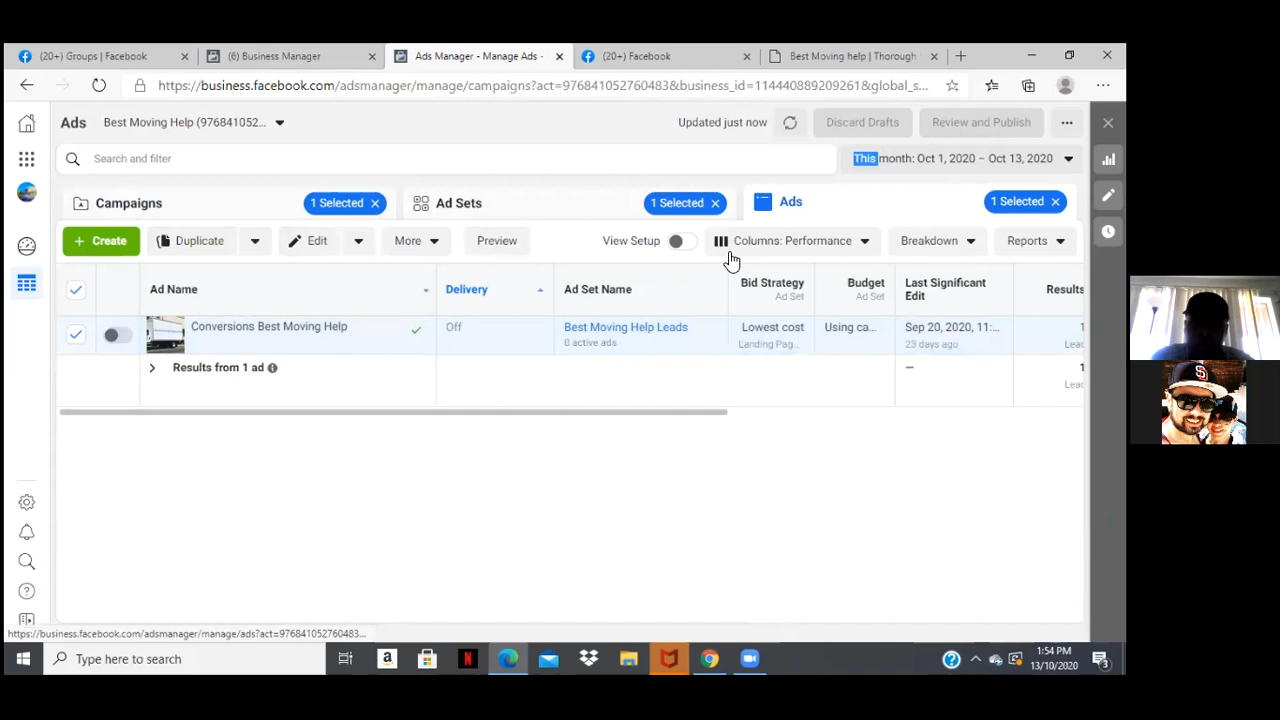 (20+) Groups | Facebook
(6) Business Manager
Ads Manager - Manage Ads -
(20+) Facebook
Best Moving help | Thorough
https://business.facebook.com/adsmanager/manage/campaigns?act=976841052760483&business_id=114440889209261&global_s...
Ads
Best Moving Help (976841052...
Updated just now
Discard Drafts
Review and Publish
Search and filter
This month: Oct 1, 2020 – Oct 13, 2020
Campaigns
1 Selected
Ad Sets
1 Selected
Ads
1 Selected
+ Create
Duplicate
Edit
More
Preview
View Setup
Columns: Performance
Breakdown
Reports
Ad Name
Delivery
Ad Set Name
Bid Strategy
Ad Set
Budget
Ad Set
Last Significant
Edit
Results
Conversions Best Moving Help
Off
Best Moving Help Leads
0 active ads
Lowest cost
Landing Pag...
Using ca...
Sep 20, 2020, 11:...
23 days ago
1
Lea
Results from 1 ad
—
1
Lea
https://business.facebook.com/adsmanager/manage/ads?act=976841052760483...
Type here to search
1:54 PM
13/10/2020
3